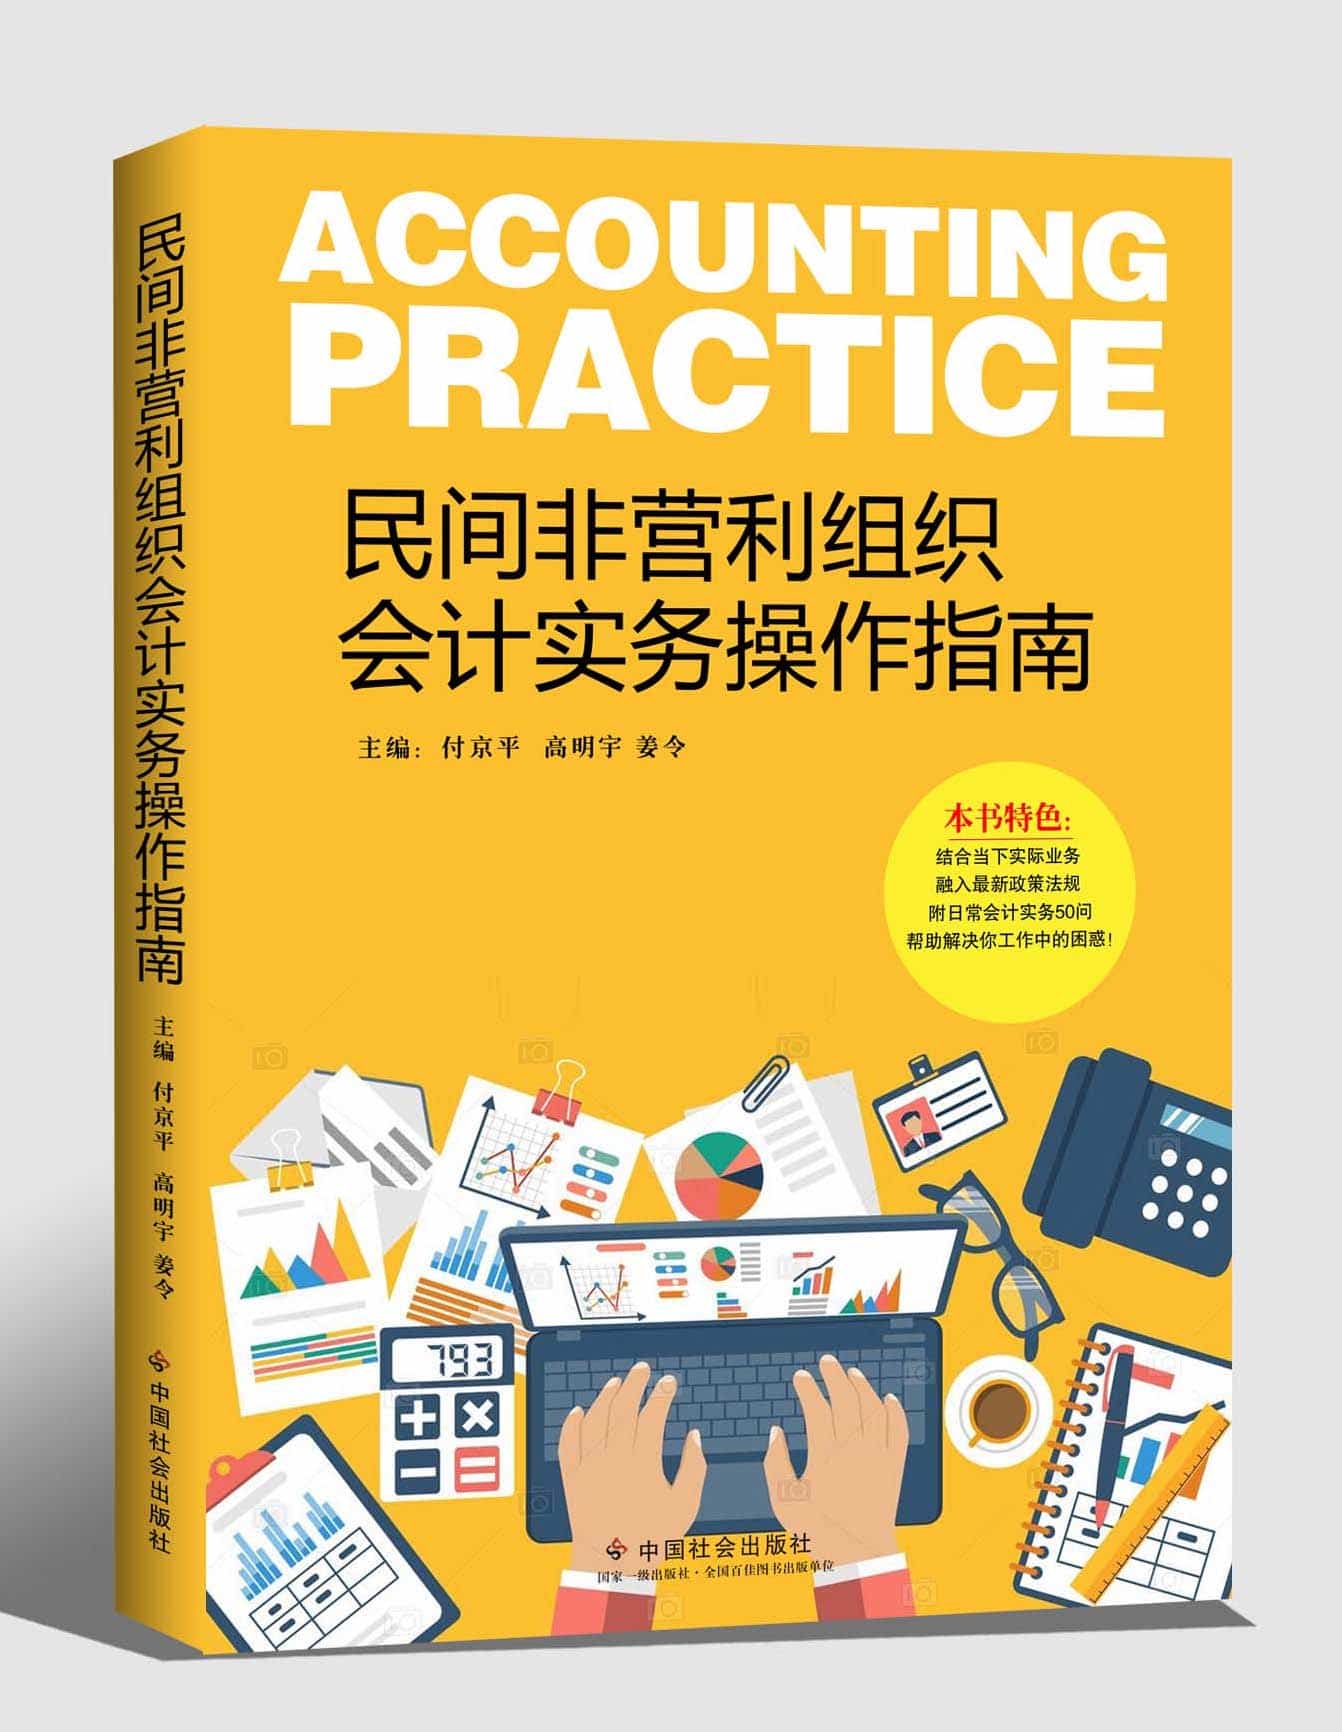 ACCOUNTING
PRACTICE
民间非营利组织
会计实务操作指南
主编：付京平 高明宇 姜令
本书特色：
结合当下实际业务
融入最新政策法规
附日常会计实务50问
帮助解决你工作中的困惑！
793
中国社会出版社
国家一级出版社·全国百佳图书出版单位
民间非营利组织会计实务操作指南
主编 付京平 高明宇 姜令
中国社会出版社